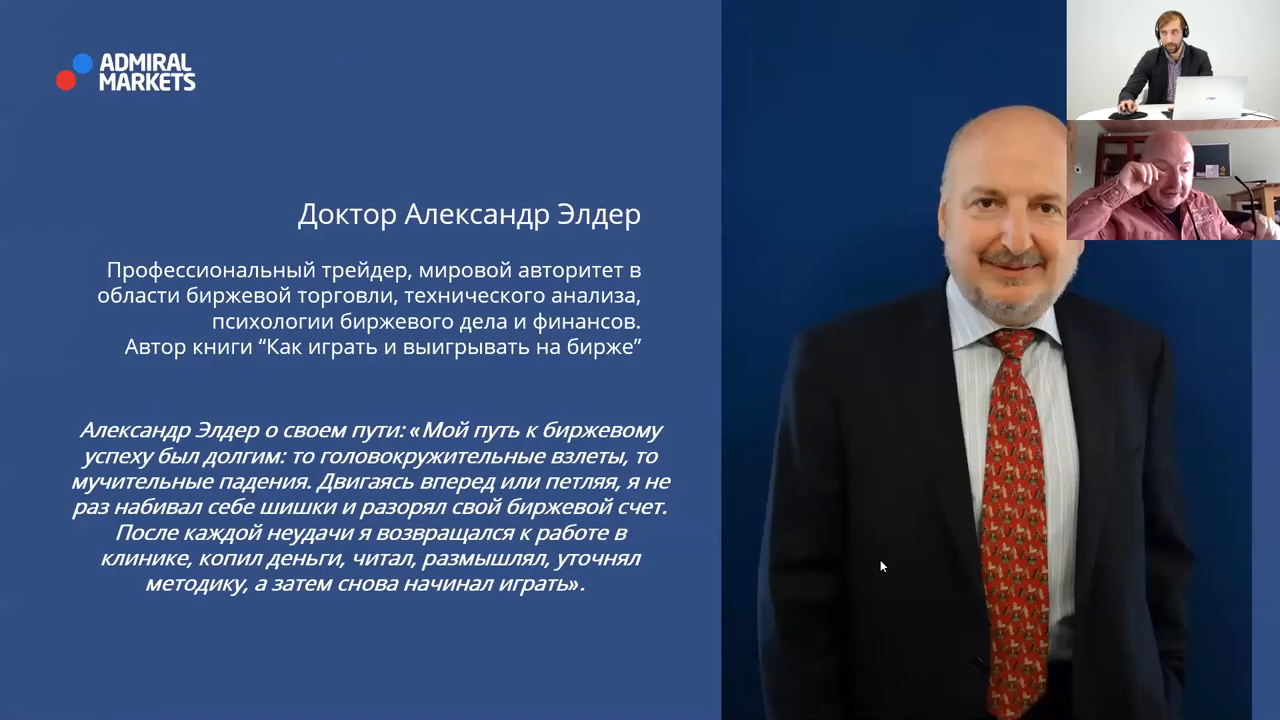 ADMIRAL
MARKETS
Доктор Александр Элдер
Профессиональный трейдер, мировой авторитет в
области биржевой торговли, технического анализа,
психологии биржевого дела и финансов.
Автор книги “Как играть и выигрывать на бирже”
Александр Элдер о своем пути: «Мой путь к биржевому
успеху был долгим: то головокружительные взлеты, то
мучительные падения. Двигаясь вперед или петляя, я не
раз набивал себе шишки и разорял свой биржевой счет.
После каждой неудачи я возвращался к работе в
клинике, копил деньги, читал, размышлял, уточнял
методику, а затем снова начинал играть».